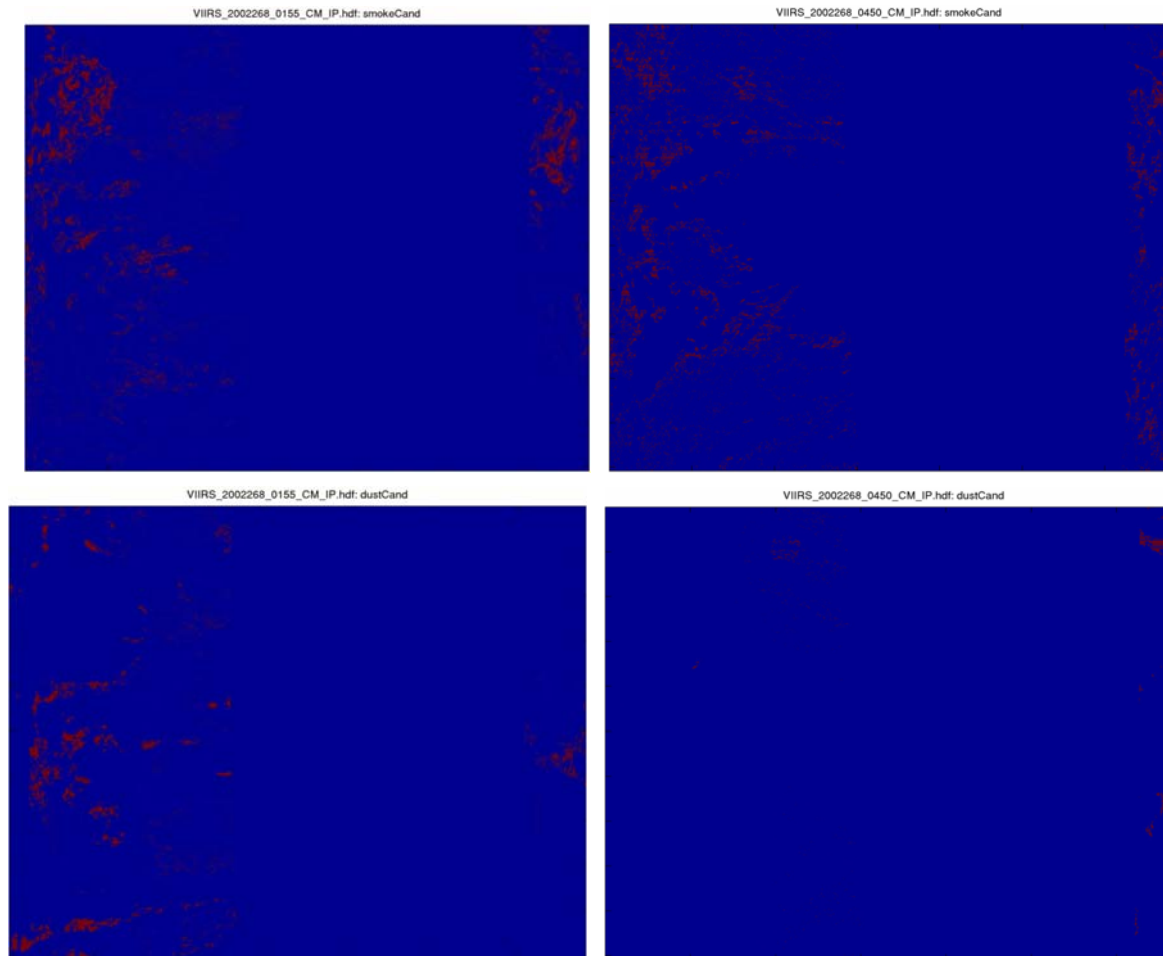 VIIRS_2002268_0155_CM_IP.hdf: smokeCand
VIIRS_2002268_0450_CM_IP.hdf: smokeCand
VIIRS_2002268_0155_CM_IP.hdf: dustCand
VIIRS_2002268_0450_CM_IP.hdf: dustCand